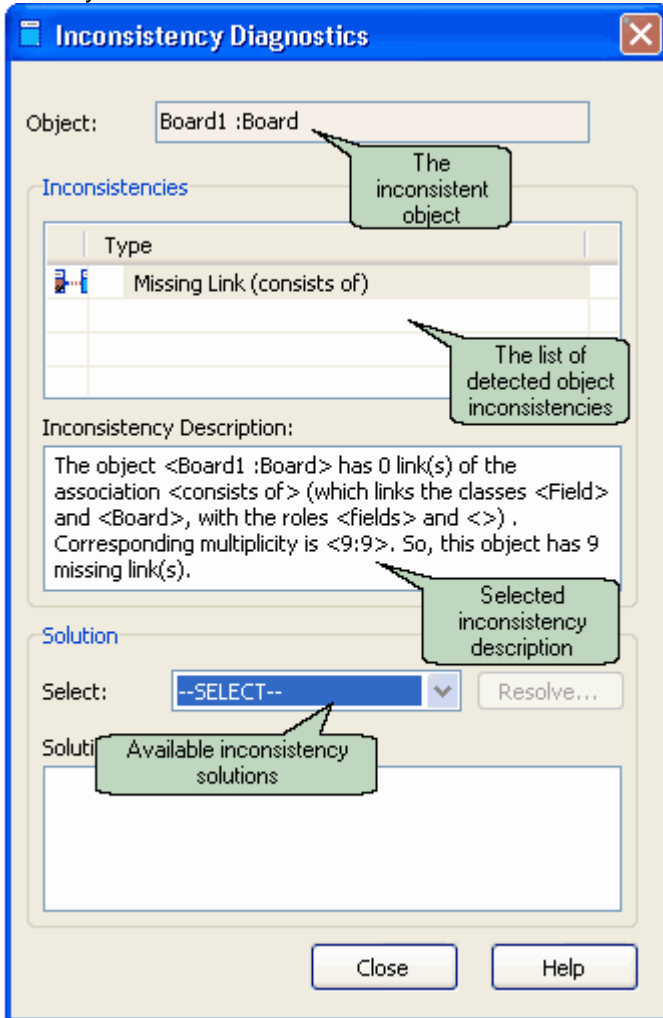 Inconsistency Diagnostics
Object:
Board1 :Board
The
inconsistent
object
Inconsistencies
Type
Missing Link (consists of)
The list of
detected object
inconsistencies
Inconsistency Description:
The object <Board1 :Board> has 0 link(s) of the
association <consists of> (which links the classes <Field>
and <Board>, with the roles <fields> and <>) .
Corresponding multiplicity is <9:9>. So, this object has 9
missing link(s).
Selected
inconsistency
description
Solution
Select:
--SELECT--
Resolve...
Available inconsistency
solutions
Close
Help